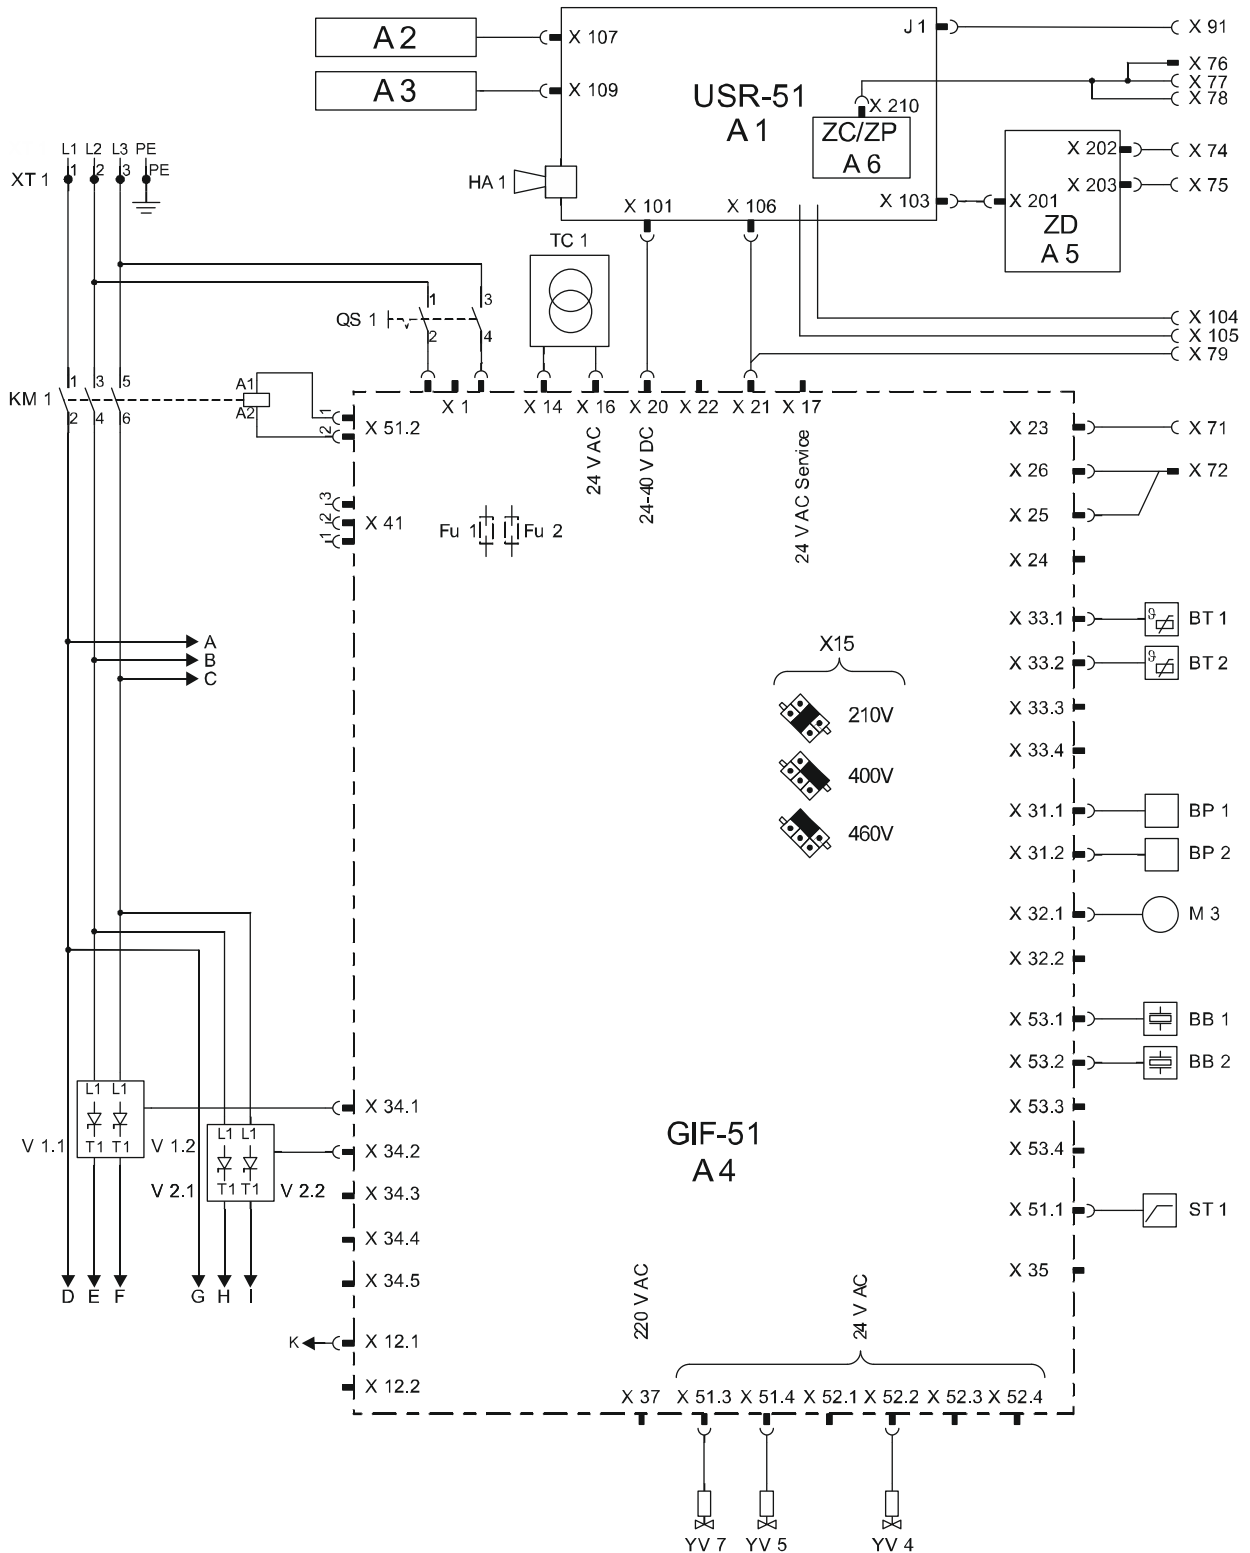 A 2
X 107
J 1
X 91
A 3
X 109
USR-51
A 1
X 210
X 76
X 77
X 78
ZC/ZP
A 6
L1 L2 L3 PE
XT 1
1 2 3 PE
HA 1
X 202
X 74
X 203
X 75
X 101
X 106
X 103
X 201
ZD
A 5
TC 1
QS 1
1 3
2 4
X 104
X 105
X 79
KM 1
1 3 5
2 4 6
A1
A2
1
2
X 51.2
X 1
X 14
X 16
X 20
X 22
X 21
X 17
24 V AC
24-40 V DC
24 V AC Service
X 23
X 71
X 26
X 72
X 25
X 24
3
2
1
X 41
Fu 1
Fu 2
X 33.1
BT 1
ϑ
X 33.2
BT 2
ϑ
X 33.3
X 33.4
A
B
C
X15
210V
400V
460V
X 31.1
BP 1
X 31.2
BP 2
X 32.1
M 3
X 32.2
X 53.1
BB 1
X 53.2
BB 2
X 53.3
X 53.4
L1 L1
T1 T1
V 1.1
V 1.2
X 34.1
L1 L1
T1 T1
V 2.1
V 2.2
X 34.2
X 34.3
X 34.4
X 34.5
GIF-51
A 4
X 51.1
ST 1
X 35
D E F G H I
K
X 12.1
X 12.2
220 V AC
24 V AC
X 37
X 51.3
X 51.4
X 52.1
X 52.2
X 52.3
X 52.4
YV 7
YV 5
YV 4